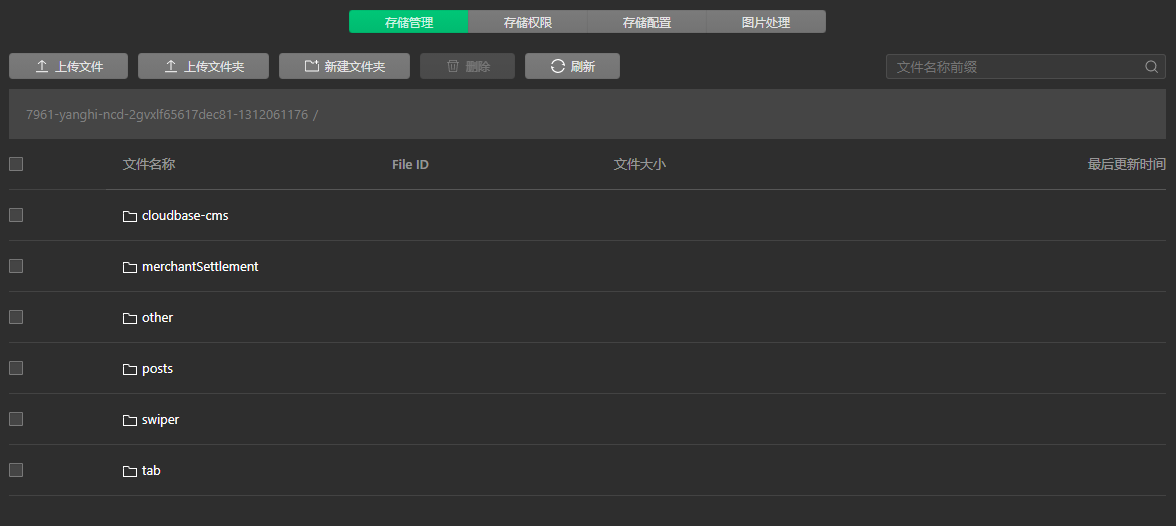 存储管理 存储权限 存储配置 图片处理
上传文件 上传文件夹 新建文件夹 删除 刷新 文件名称前缀
7961-yanghi-ncd-2gvxlf65617dec81-1312061176 /
文件名称 File ID 文件大小 最后更新时间
cloudbase-cms
merchantSettlement
other
posts
swiper
tab